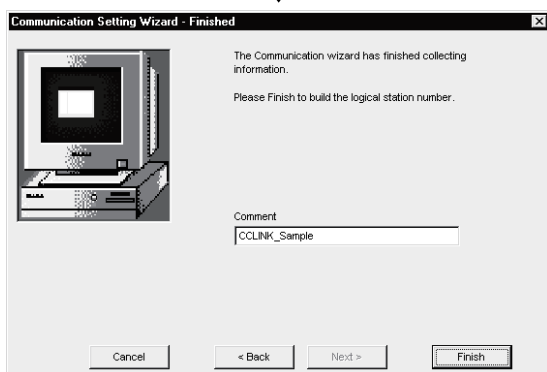 Communication Setting Wizard - Finished
The Communication wizard has finished collecting
information.
Please Finish to build the logical station number.
Comment
CCLINK_Sample
Cancel
< Back
Next >
Finish